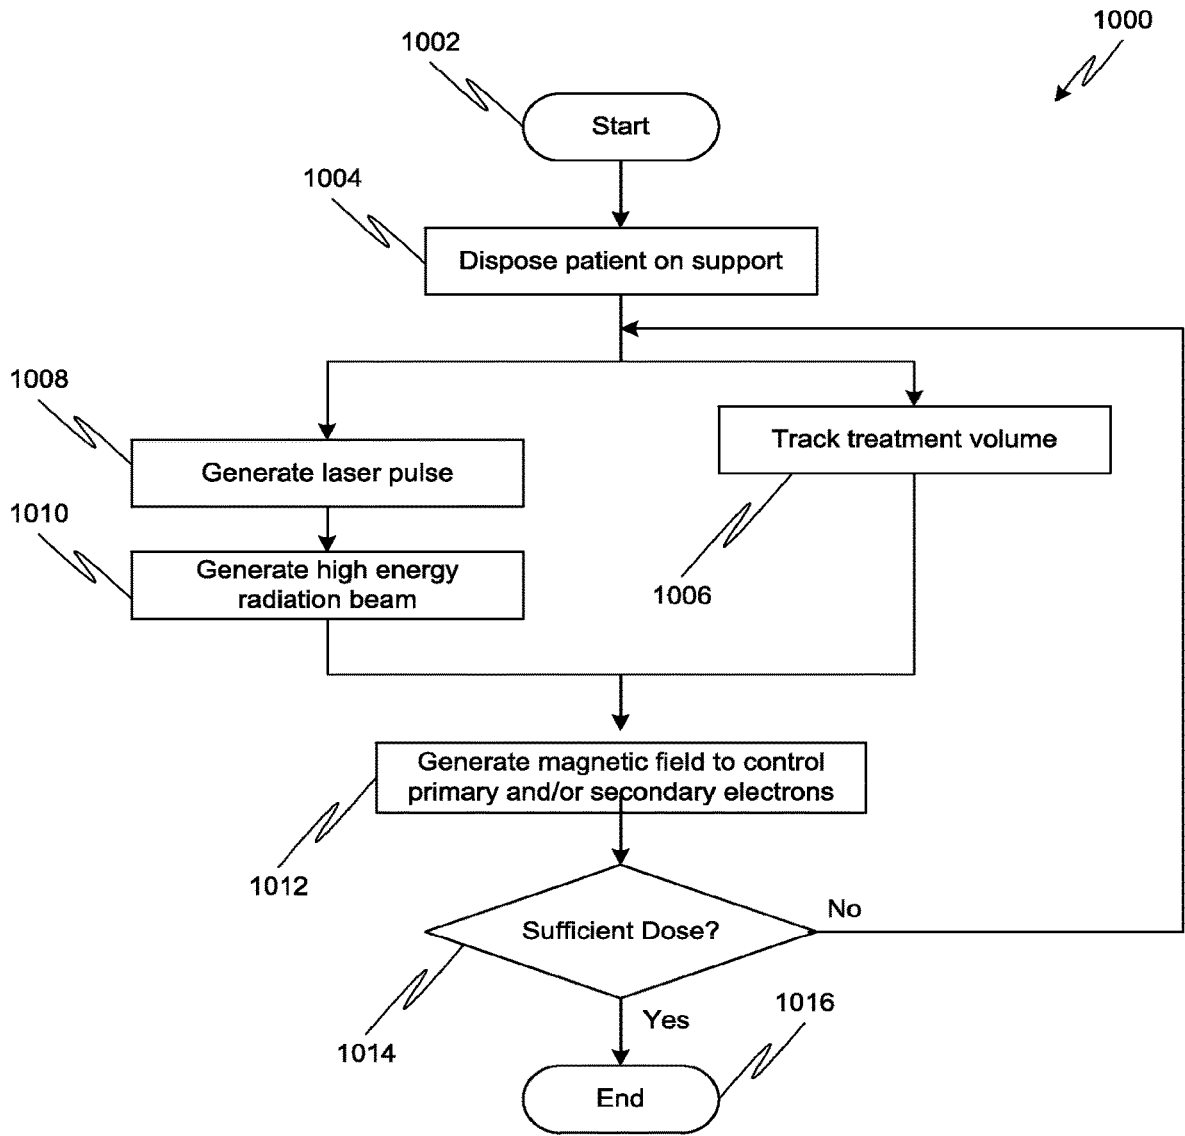 1000
1002
Start
1004
Dispose patient on support
1008
Generate laser pulse
Track treatment volume
1010
Generate high energy
radiation beam
1006
Generate magnetic field to control
primary and/or secondary electrons
1012
Sufficient Dose?
No
1014
Yes
1016
End